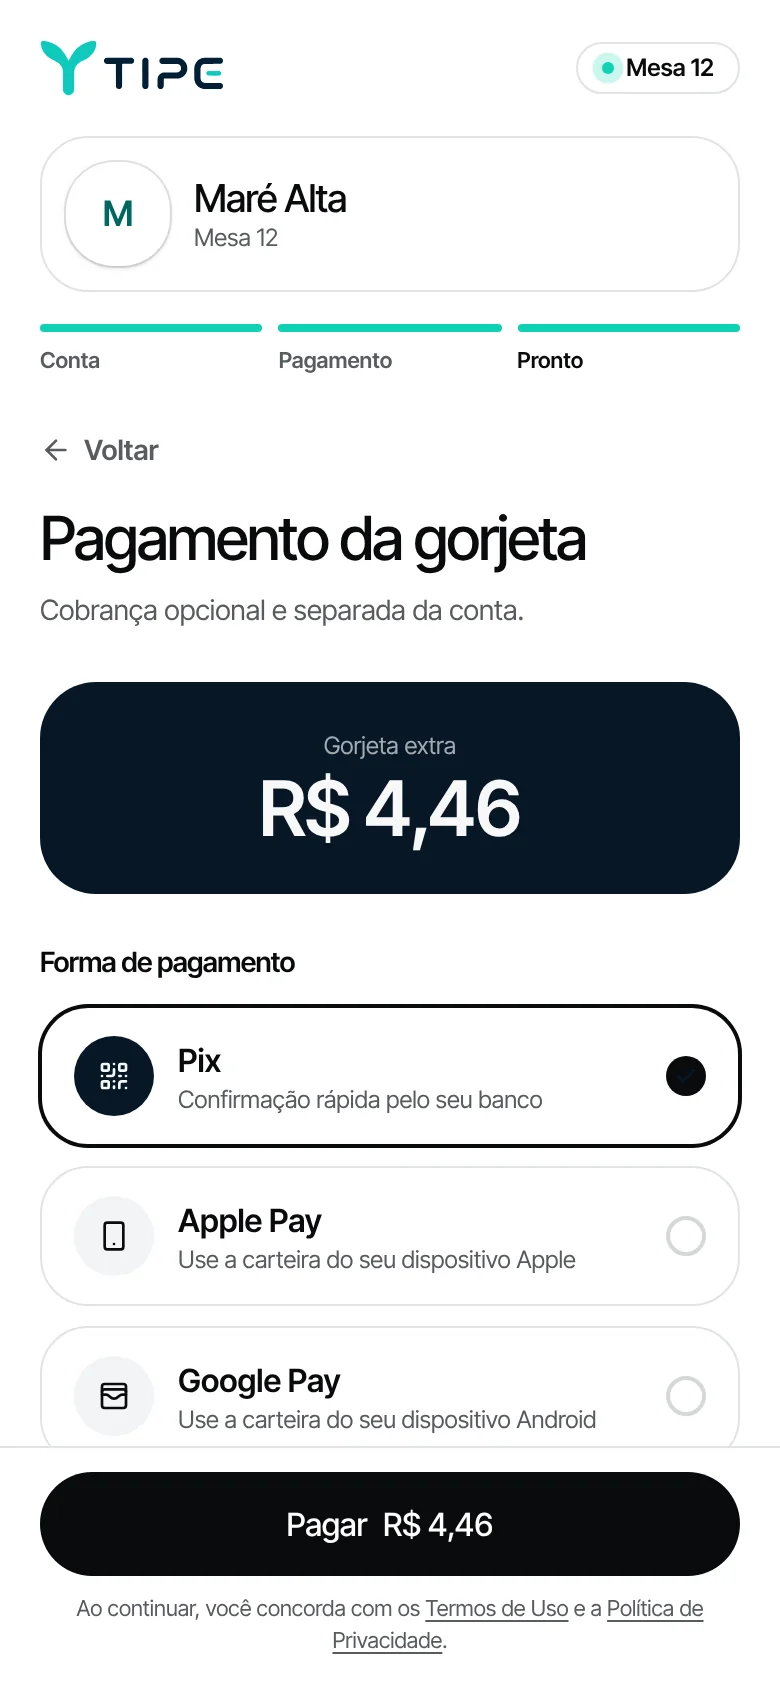 TIPE
Mesa 12
M
Maré Alta
Mesa 12
Conta
Pagamento
Pronto
Voltar
Pagamento da gorjeta
Cobrança opcional e separada da conta.
Gorjeta extra
R$ 4,46
Forma de pagamento
Pix
Confirmação rápida pelo seu banco
Apple Pay
Use a carteira do seu dispositivo Apple
Google Pay
Use a carteira do seu dispositivo Android
Pagar R$ 4,46
Ao continuar, você concorda com os Termos de Uso e a Política de
Privacidade.